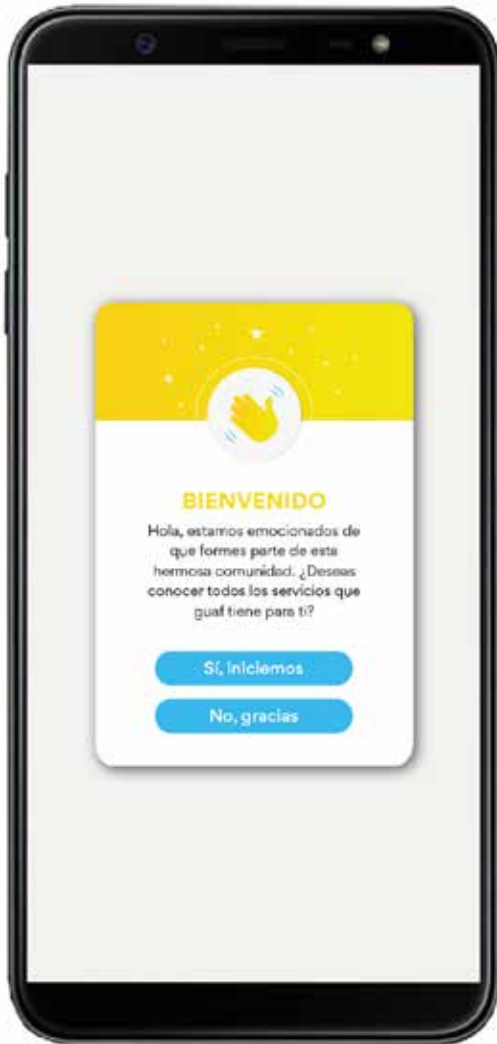 BIENVENIDO
Hola, estamos emocionados de
que formes parte de esta
hermosa comunidad. ¿Deseas
conocer todos los servicios que
guaf tiene para ti?
Sí, iniciemos
No, gracias